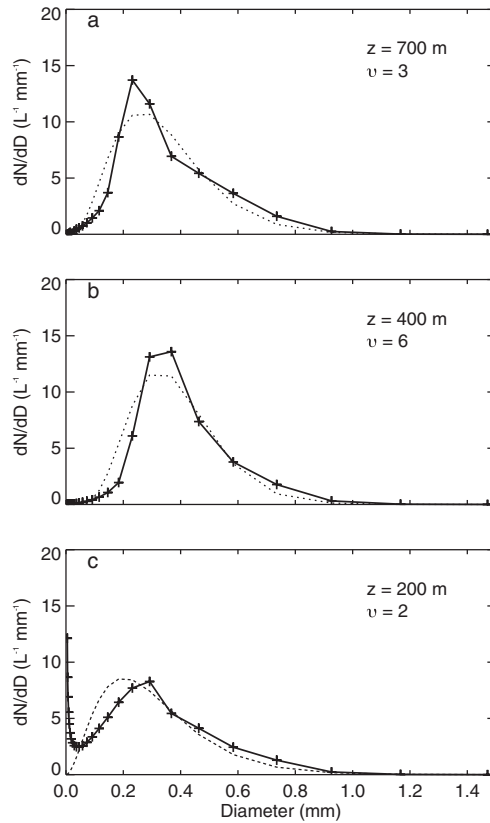 a
z = 700 m
υ = 3
20
15
10
5
0
dN/dD (L⁻¹ mm⁻¹)
b
z = 400 m
υ = 6
20
15
10
5
0
dN/dD (L⁻¹ mm⁻¹)
c
z = 200 m
υ = 2
20
15
10
5
0
dN/dD (L⁻¹ mm⁻¹)
0.0 0.2 0.4 0.6 0.8 1.0 1.2 1.4
Diameter (mm)